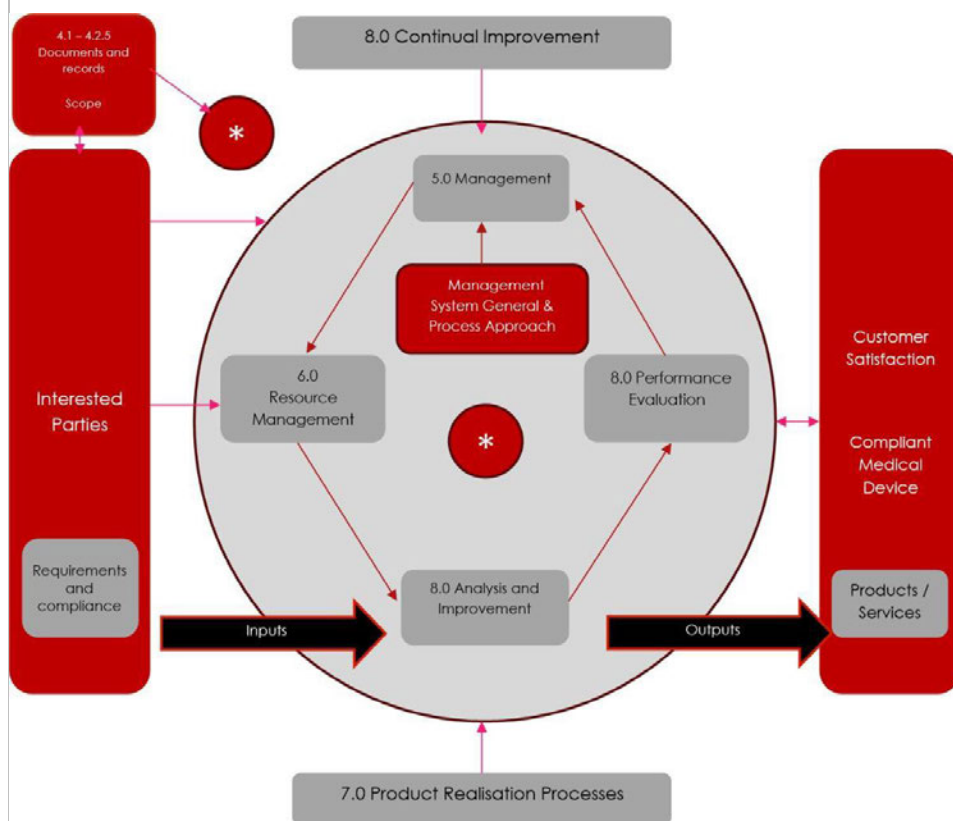 4.1 – 4.2.5
Documents and
records
Scope
8.0 Continual Improvement
*
5.0 Management
Management
System General &
Process Approach
Interested
Parties
6.0
Resource
Management
8.0 Performance
Evaluation
*
Customer
Satisfaction
Compliant
Medical
Device
Requirements
and
compliance
Inputs
8.0 Analysis and
Improvement
Outputs
Products /
Services
7.0 Product Realisation Processes